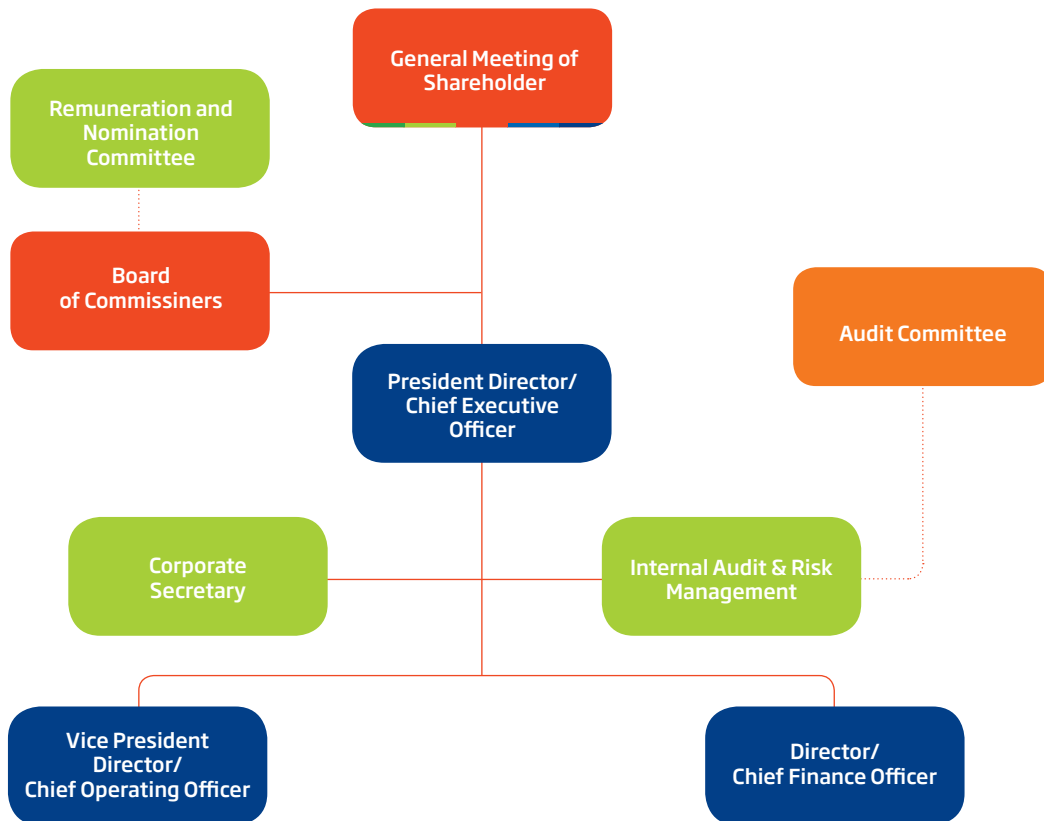 General Meeting of
Shareholder
Remuneration and
Nomination
Committee
Board
of Commissiners
Audit Committee
President Director/
Chief Executive
Officer
Corporate
Secretary
Internal Audit & Risk
Management
Vice President
Director/
Chief Operating Officer
Director/
Chief Finance Officer